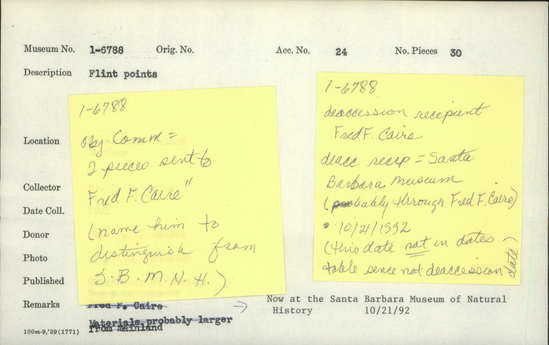 Museum No. 1-6788 Orig. No. Acc. No. 24 No. Pieces 30
Description Flint points
1-6788
Obj Comm =
2 pieces sent to
Fred F. Caire"
(name him to
distinguish from
S.B.M.N.H.)
1-6788
deaccession recipient
Fred F. Caire
deacc recip = Santa
Barbara Museum
(probably through Fred F. Caire)
10/21/1992
(this date not in dates
table since not deaccession date)
Location
Collector
Date Coll.
Donor
Photo
Published
Remarks Fred F. Caire
Materials, probably larger
from mainland
Now at the Santa Barbara Museum of Natural
History 10/21/92